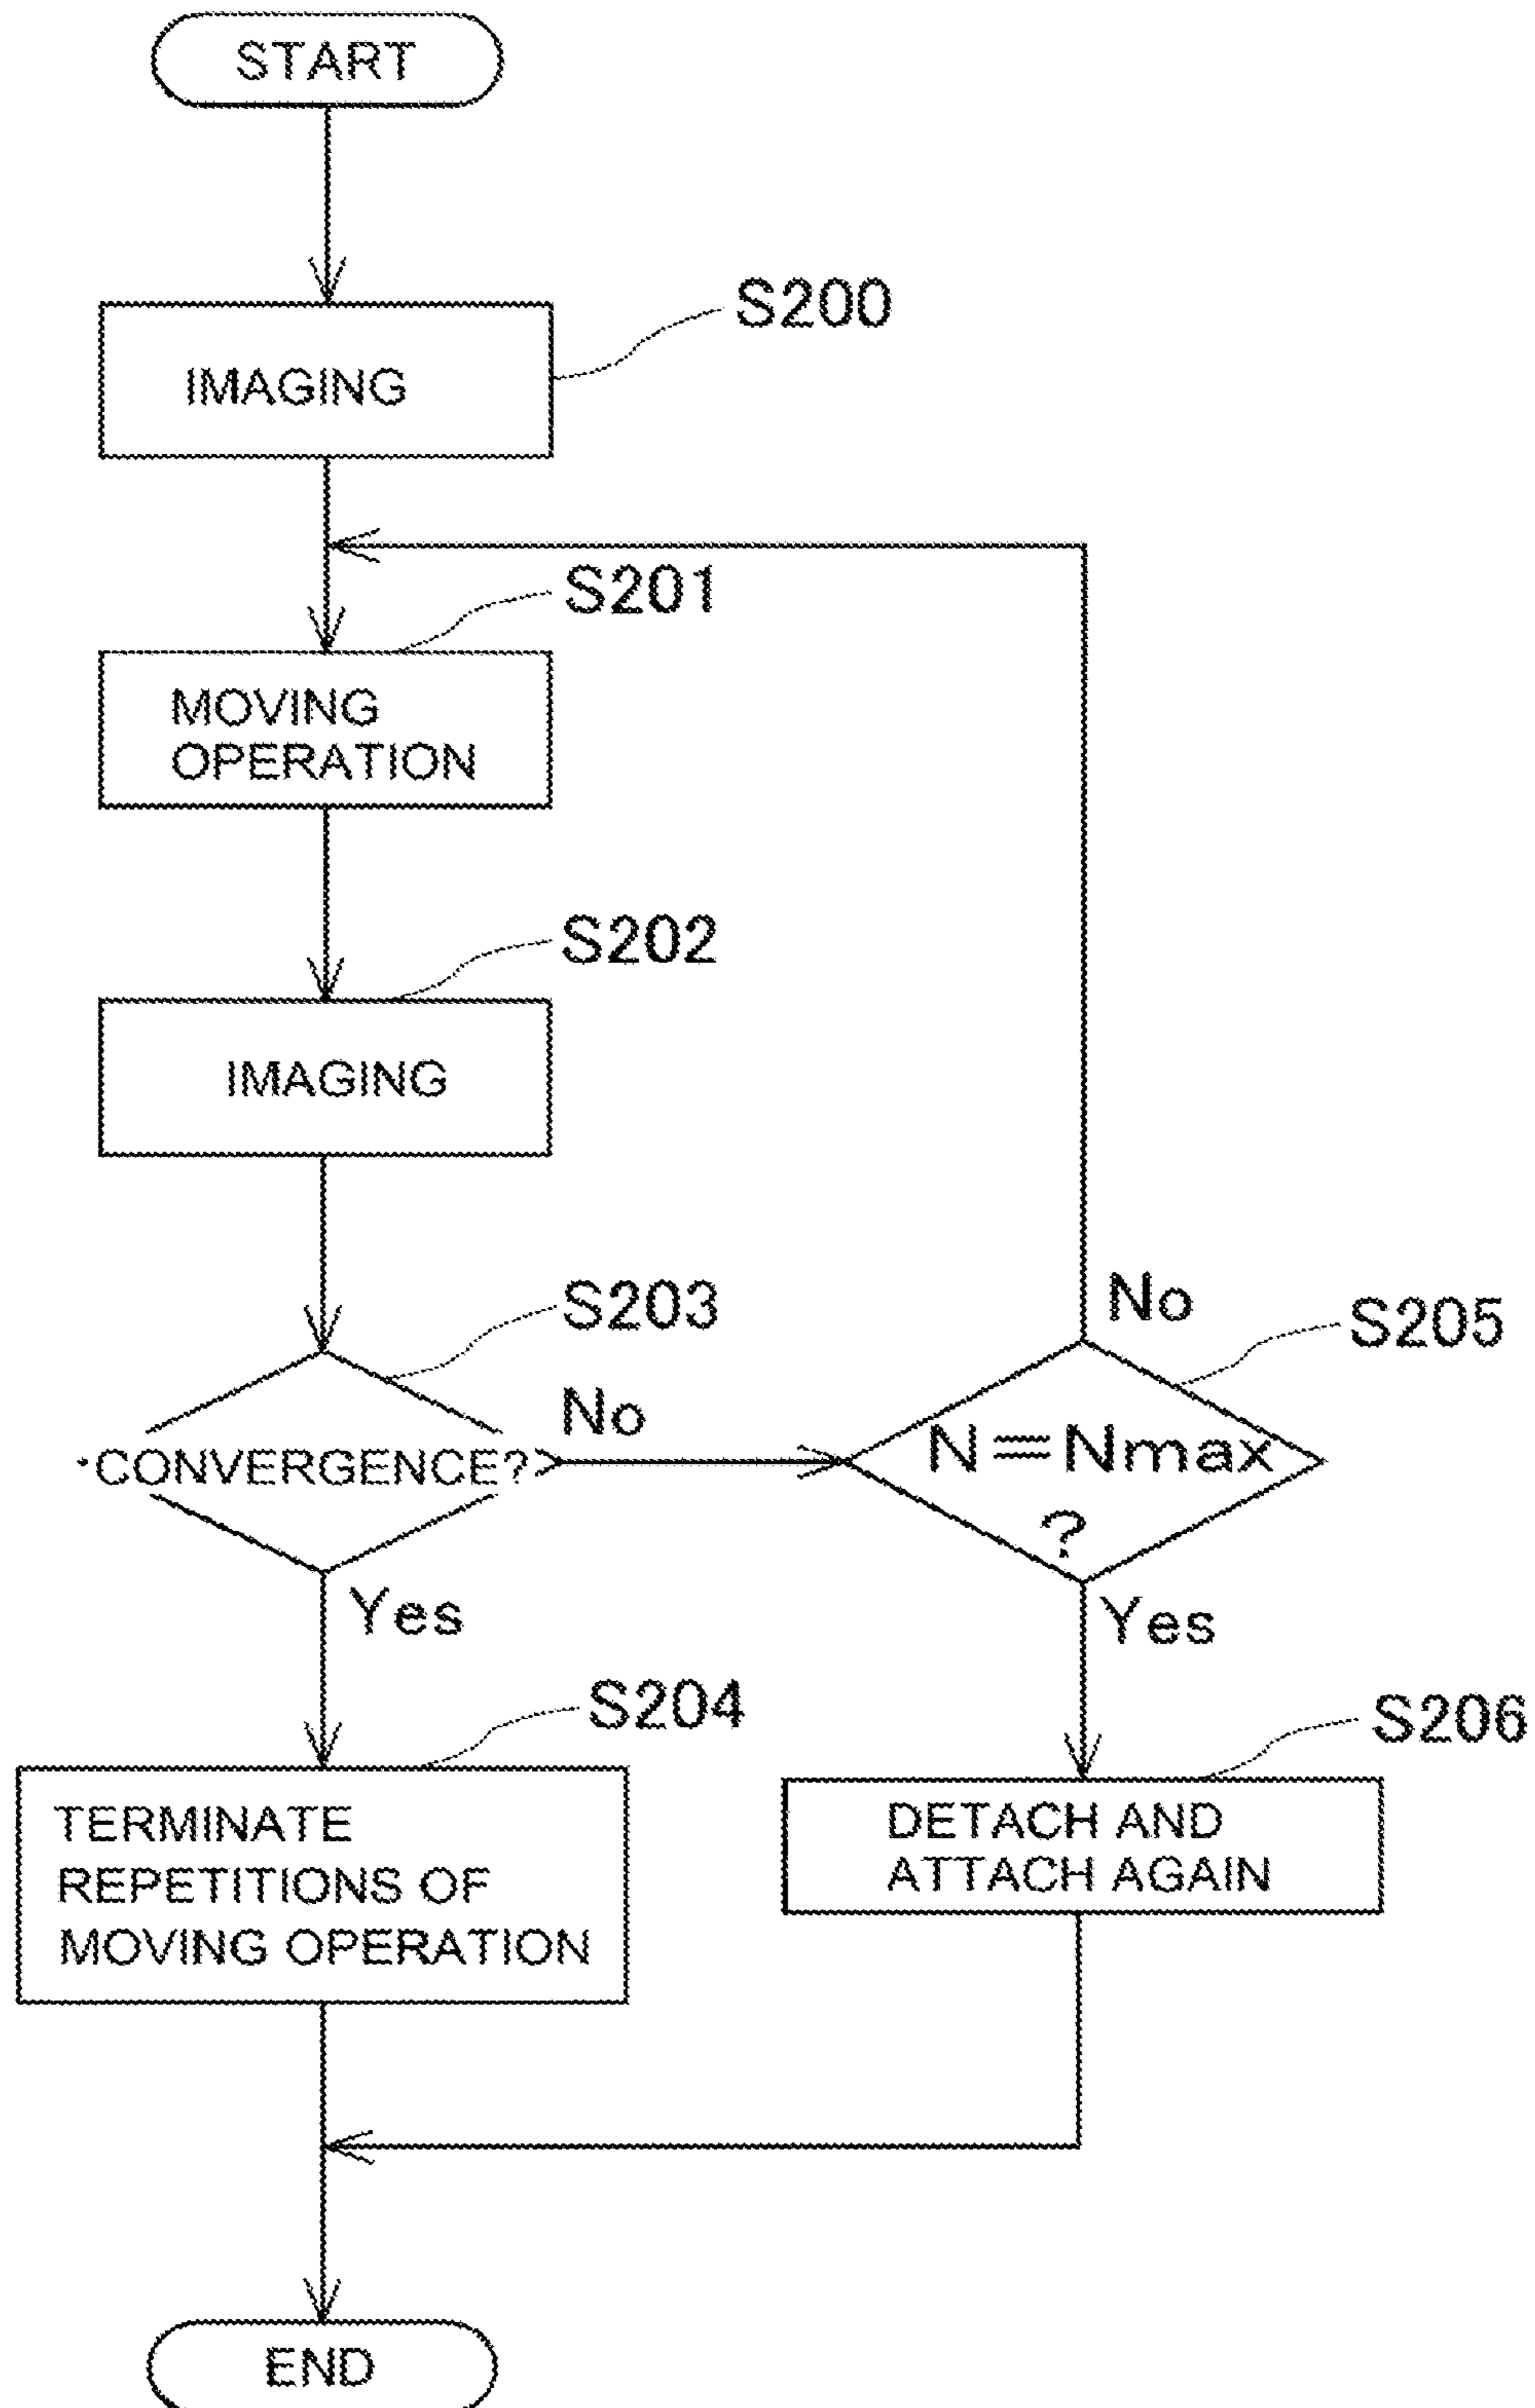 START
S200
IMAGING
S201
MOVING
OPERATION
S202
IMAGING
S203
CONVERGENCE?
No
Yes
No
S205
N=Nmax
?
Yes
S204
TERMINATE
REPETITIONS OF
MOVING OPERATION
S206
DETACH AND
ATTACH AGAIN
END